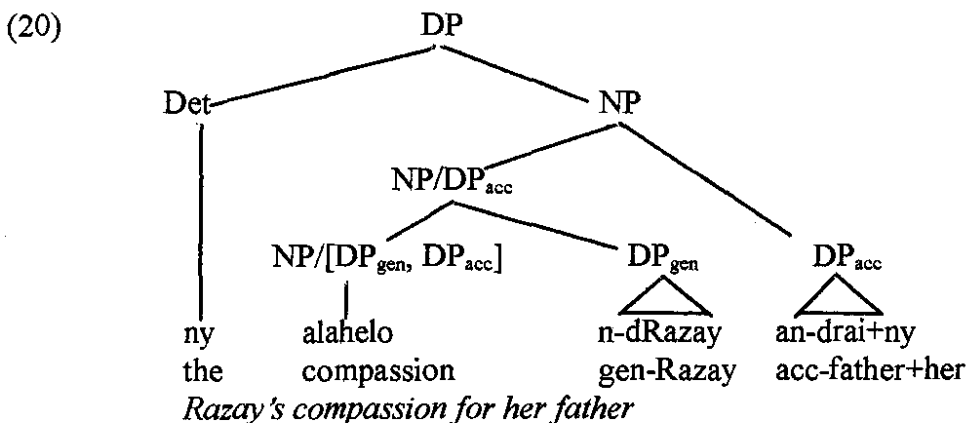 (20) DP
Det NP
NP/DPacc
NP/[DPgen, DPacc] DPgen DPacc
ny alahelo n-dRazay an-drai+ny
the compassion gen-Razay acc-father+her
Razay's compassion for her father